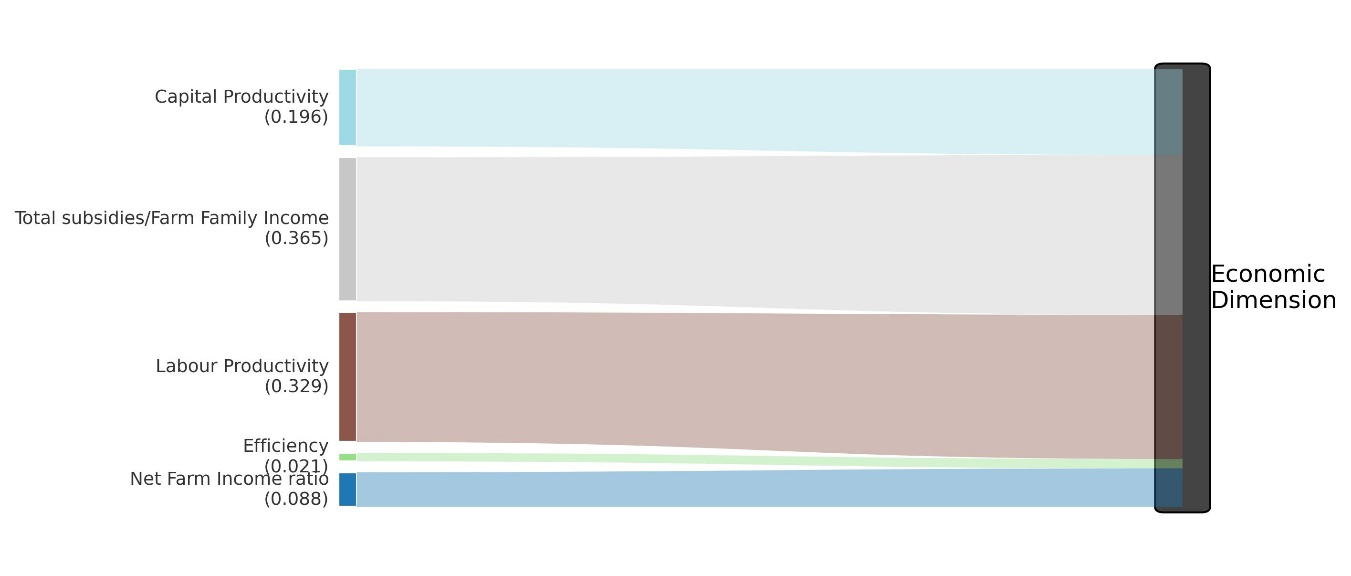 Capital Productivity
(0.196)
Total subsidies/Farm Family Income
(0.365)
Economic
Dimension
Labour Productivity
(0.329)
Efficiency
(0.021)
Net Farm Income ratio
(0.088)